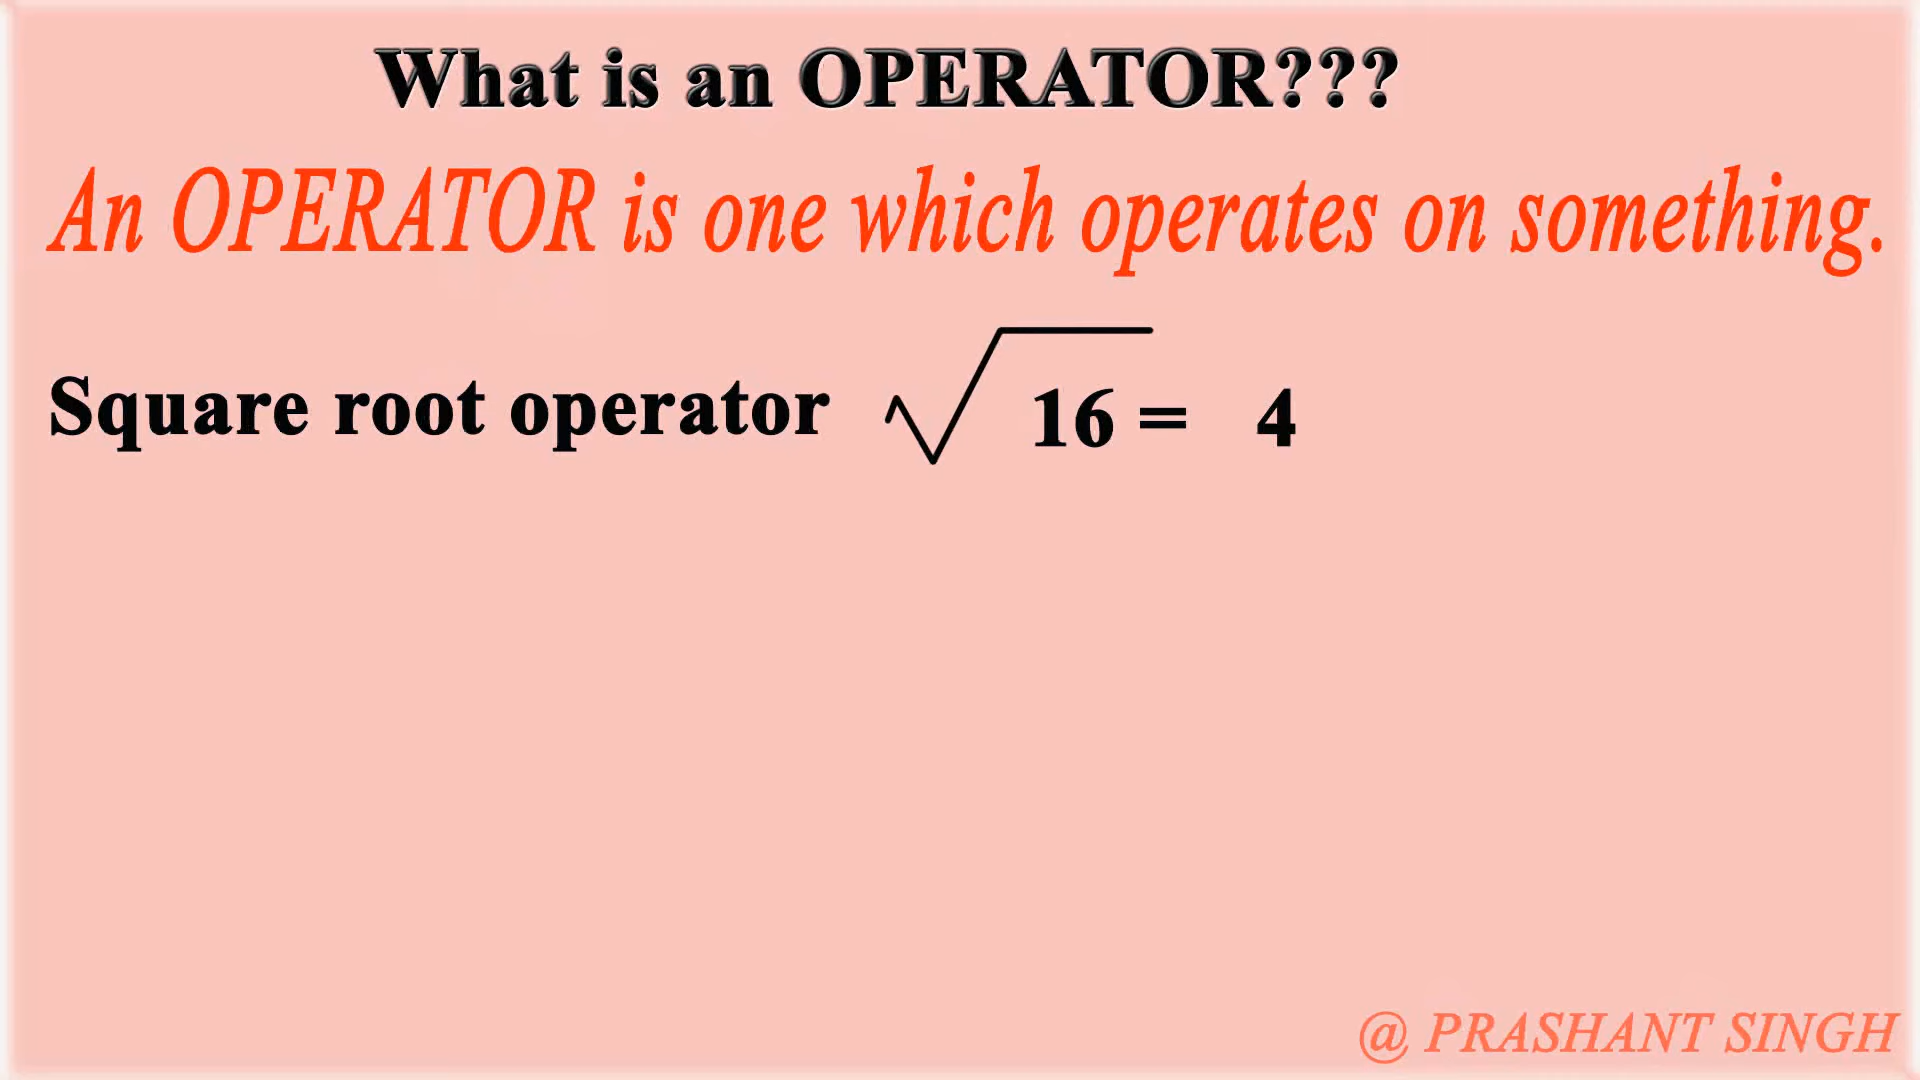 What is an OPERATOR???
An OPERATOR is one which operates on something.
Square root operator √16 = 4
@ PRASHANT SINGH